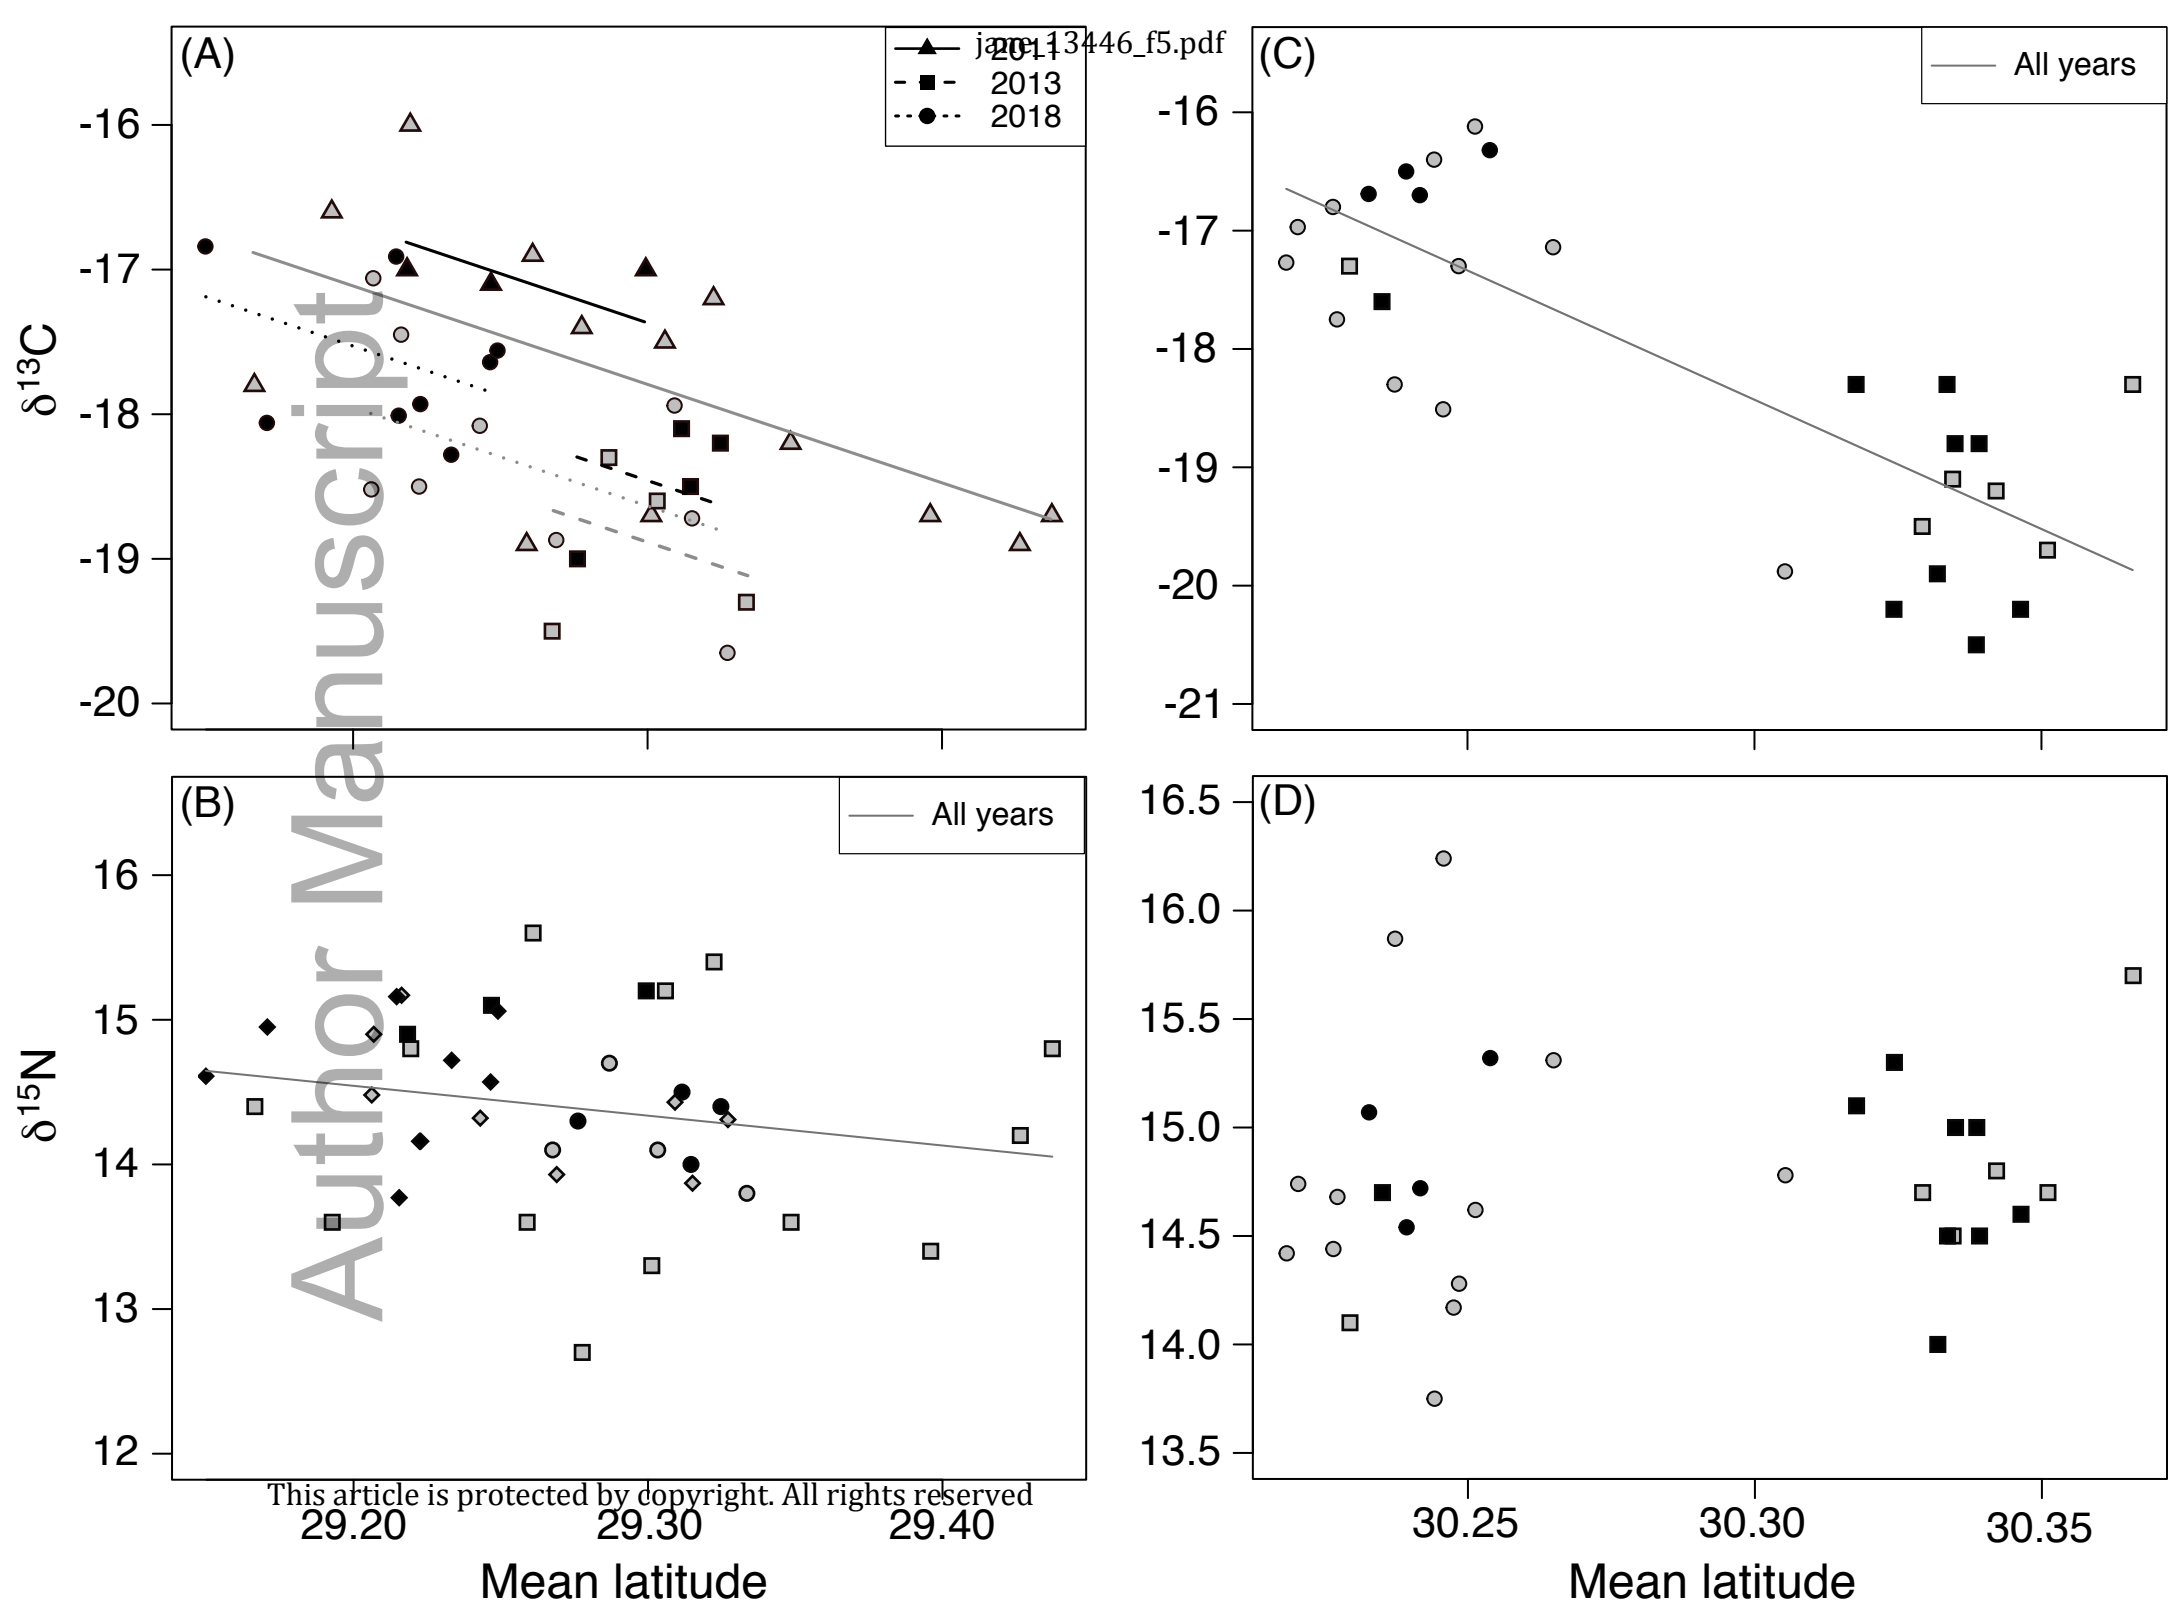 jane_13446_f5.pdf
(A)
2011
2013
2018
-16
-17
-18
-19
-20
δ13C
(C)
All years
-16
-17
-18
-19
-20
-21
(B)
All years
16
15
14
13
12
δ15N
29.20
29.30
29.40
Mean latitude
(D)
16.5
16.0
15.5
15.0
14.5
14.0
13.5
30.25
30.30
30.35
Mean latitude
Author Manuscript
This article is protected by copyright. All rights reserved